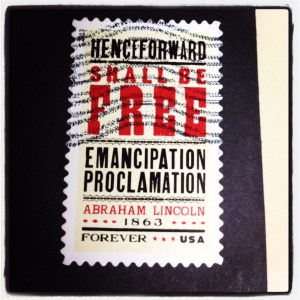 HENCEFORWARD
SHALL BE
FREE
EMANCIPATION
PROCLAMATION
ABRAHAM LINCOLN
1863
FOREVER USA